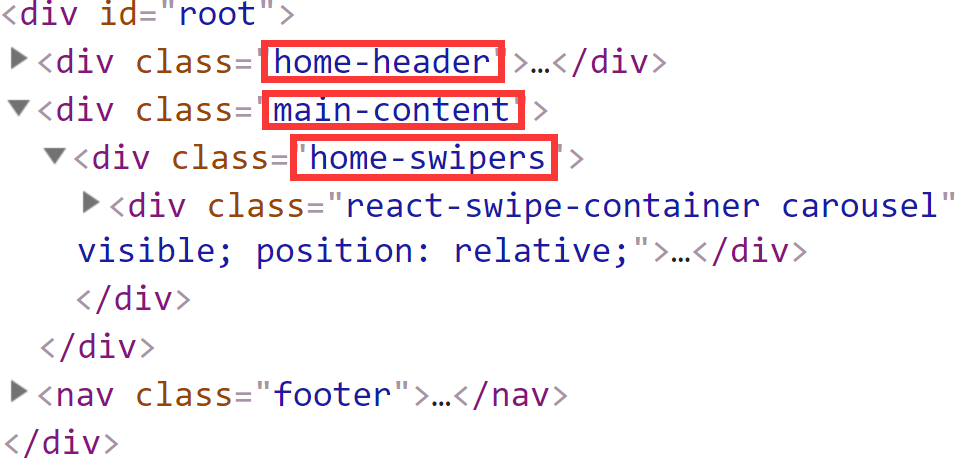 <div id="root">
<div class="home-header">…</div>
<div class="main-content">
<div class="home-swipers">
<div class="react-swipe-container carousel"
visible; position: relative;">…</div>
</div>
</div>
<nav class="footer">…</nav>
</div>